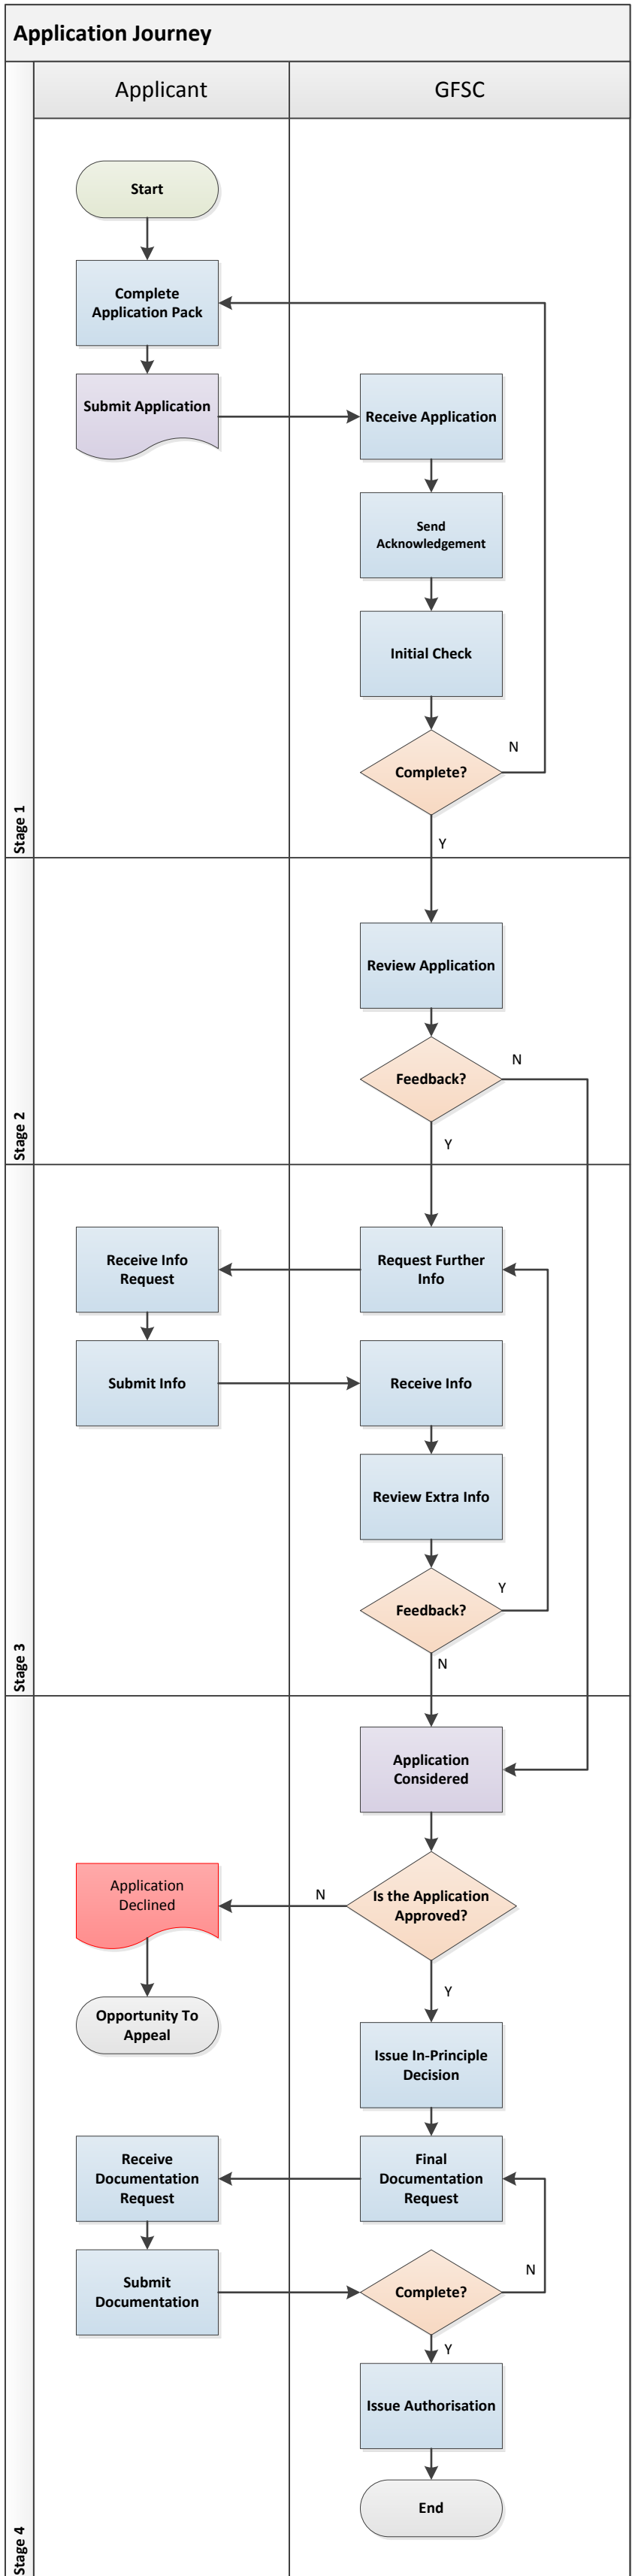 Application Journey
Applicant
GFSC
Start
Complete
Application Pack
Submit Application
Receive Application
Send
Acknowledgement
Initial Check
Complete?
N
Y
Stage 1
Review Application
Feedback?
N
Y
Stage 2
Receive Info
Request
Request Further
Info
Submit Info
Receive Info
Review Extra Info
Feedback?
Y
N
Stage 3
Application
Considered
Application
Declined
N
Is the Application
Approved?
Y
Opportunity To
Appeal
Issue In-Principle
Decision
Receive
Documentation
Request
Final
Documentation
Request
Submit
Documentation
Complete?
N
Y
Issue Authorisation
End
Stage 4